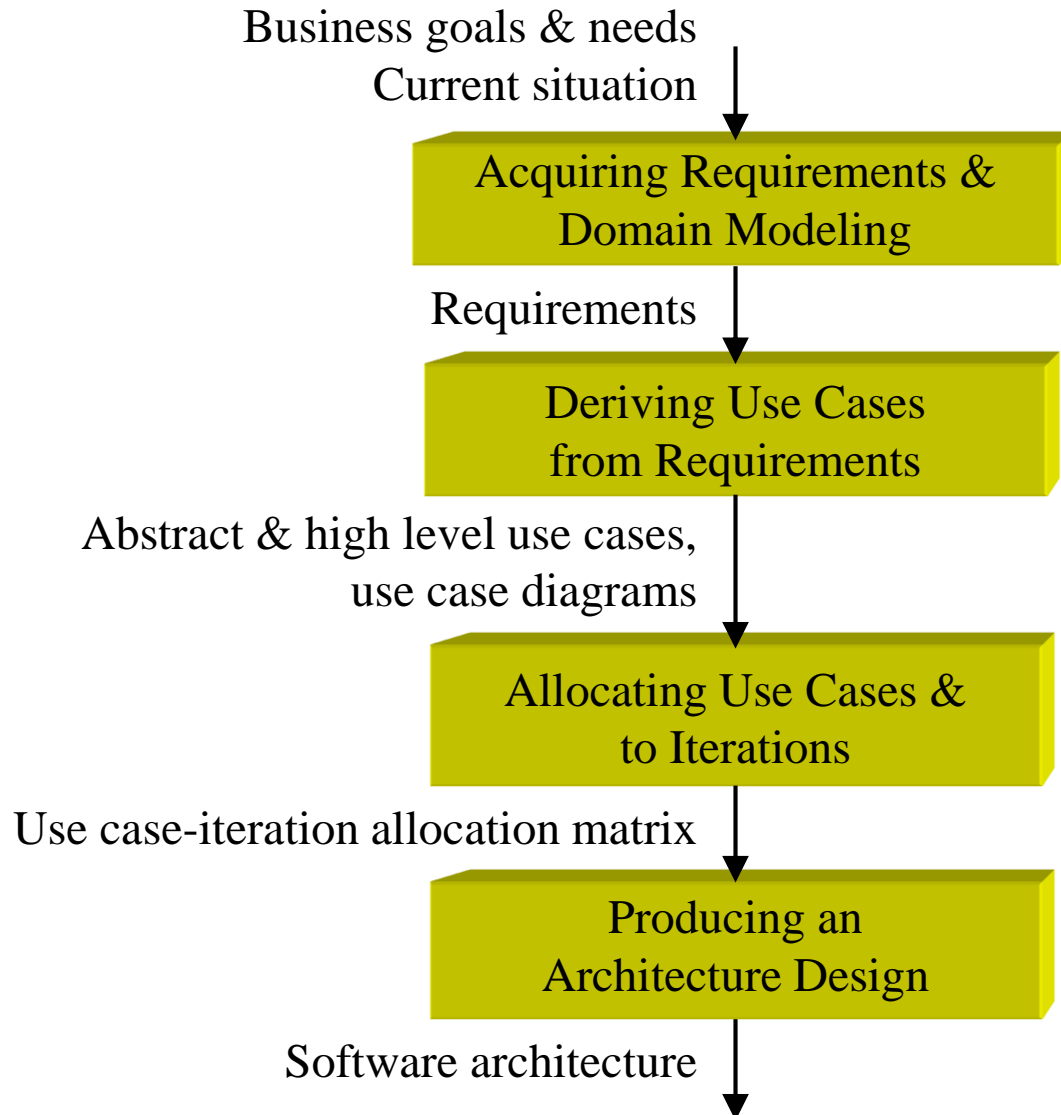 Business goals & needs
Current situation
Acquiring Requirements &
Domain Modeling
Requirements
Deriving Use Cases
from Requirements
Abstract & high level use cases,
use case diagrams
Allocating Use Cases &
to Iterations
Use case-iteration allocation matrix
Producing an
Architecture Design
Software architecture